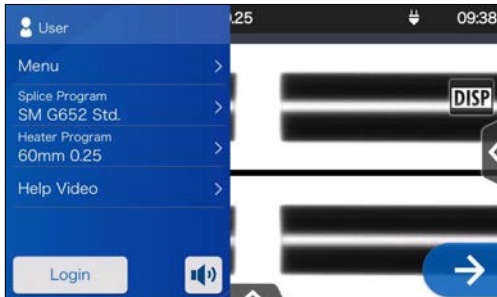 User
.25
09:38
Menu
Splice Program
SM G652 Std.
Heater Program
60mm 0.25
Help Video
DISP
Login